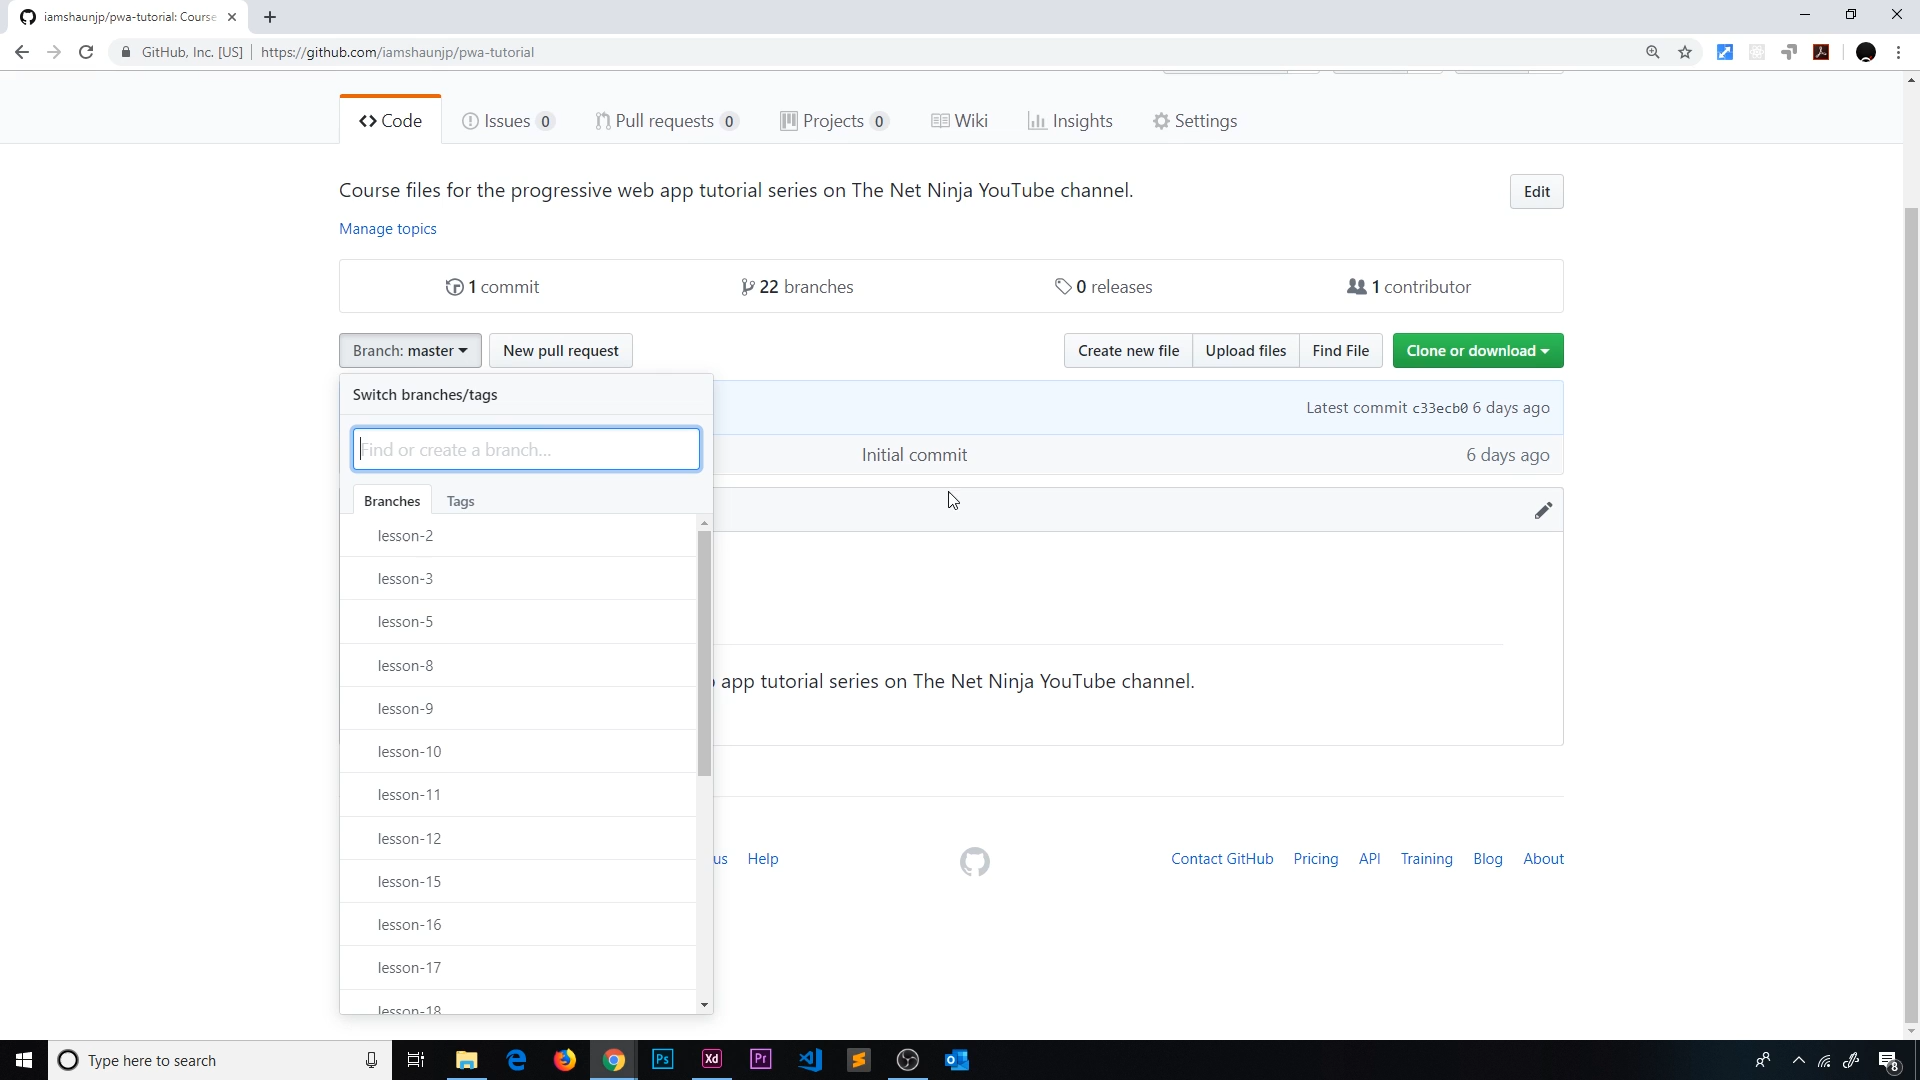 iamshaunjp/pwa-tutorial: Course
GitHub, Inc. [US] https://github.com/iamshaunjp/pwa-tutorial
Code Issues 0 Pull requests 0 Projects 0 Wiki Insights Settings
Course files for the progressive web app tutorial series on The Net Ninja YouTube channel. Edit
Manage topics
1 commit 22 branches 0 releases 1 contributor
Branch: master New pull request Create new file Upload files Find File Clone or download
Switch branches/tags
Latest commit c33ecb0 6 days ago
Find or create a branch...
Initial commit 6 days ago
Branches Tags
lesson-2
lesson-3
lesson-5
lesson-8
app tutorial series on The Net Ninja YouTube channel.
lesson-9
lesson-10
lesson-11
lesson-12
us Help Contact GitHub Pricing API Training Blog About
lesson-15
lesson-16
lesson-17
lesson-18
Type here to search Ps Xd Pr 8